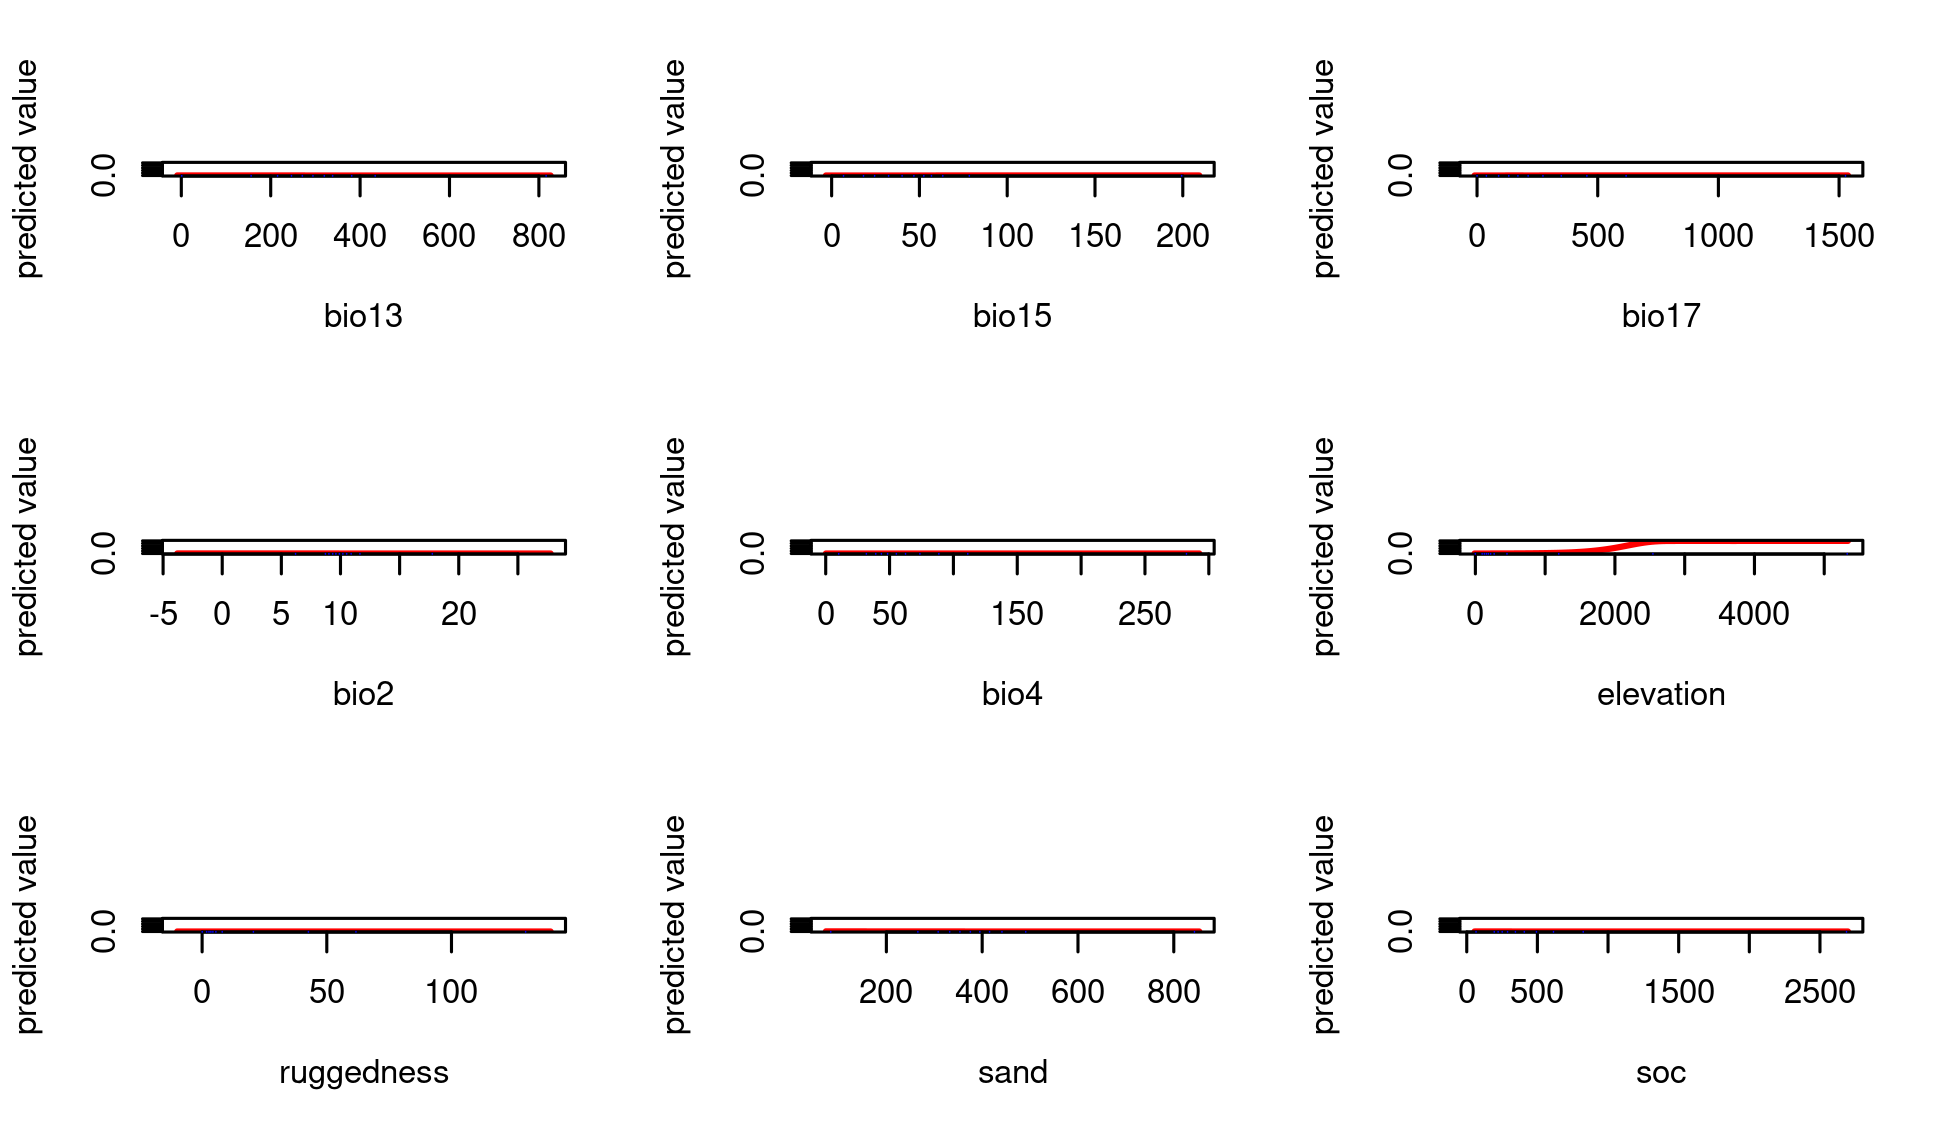 predicted value
0.0
0 200 400 600 800
bio13
predicted value
0.0
0 50 100 150 200
bio15
predicted value
0.0
0 500 1000 1500
bio17
predicted value
0.0
-5 0 5 10 20
bio2
predicted value
0.0
0 50 150 250
bio4
predicted value
0.0
0 2000 4000
elevation
predicted value
0.0
0 50 100
ruggedness
predicted value
0.0
200 400 600 800
sand
predicted value
0.0
0 500 1500 2500
soc